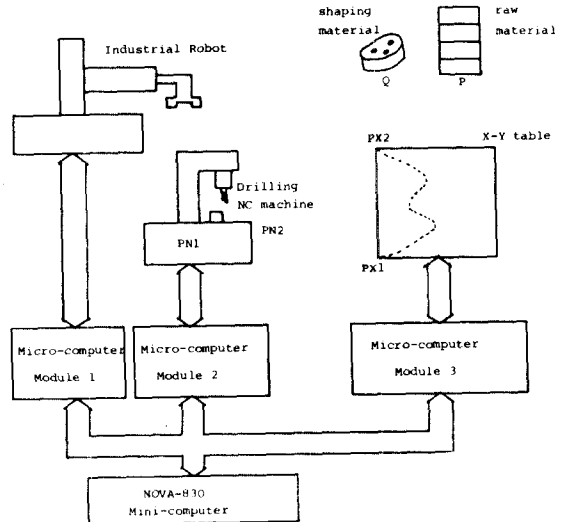 shaping
material
raw
material
Industrial Robot
Q
P
PX2
X-Y table
Drilling
NC machine
PN1
PN2
PX1
Micro-computer
Module 1
Micro-computer
Module 2
Micro-computer
Module 3
NOVA-830
Mini-computer